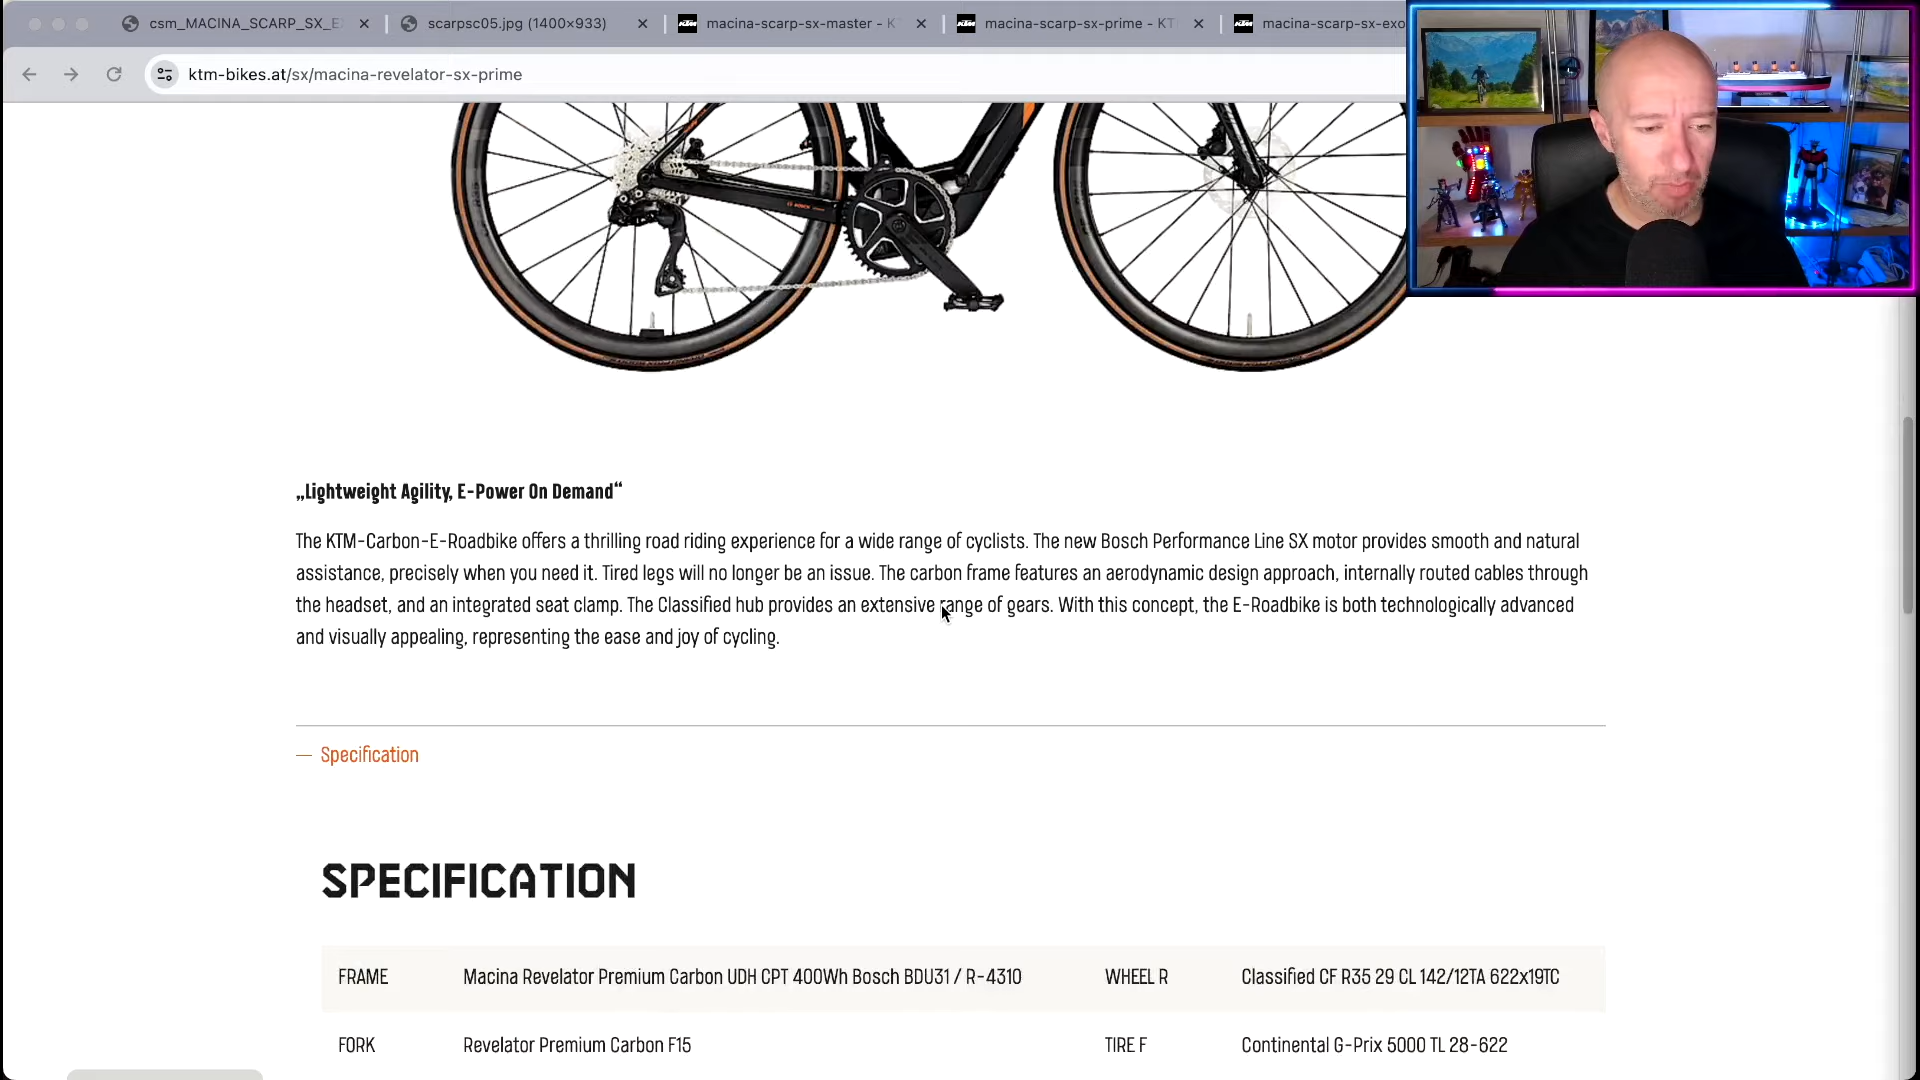 csm_MACINA_SCARP_SX_E
scarpsc05.jpg (1400×933)
KTM macina-scarp-sx-master - K
KTM macina-scarp-sx-prime - KT
KTM macina-scarp-sx-exo
ktm-bikes.at/sx/macina-revelator-sx-prime
„Lightweight Agility, E-Power On Demand“
The KTM-Carbon-E-Roadbike offers a thrilling road riding experience for a wide range of cyclists. The new Bosch Performance Line SX motor provides smooth and natural
assistance, precisely when you need it. Tired legs will no longer be an issue. The carbon frame features an aerodynamic design approach, internally routed cables through
the headset, and an integrated seat clamp. The Classified hub provides an extensive range of gears. With this concept, the E-Roadbike is both technologically advanced
and visually appealing, representing the ease and joy of cycling.
— Specification
SPECIFICATION
FRAME Macina Revelator Premium Carbon UDH CPT 400Wh Bosch BDU31 / R-4310 WHEEL R Classified CF R35 29 CL 142/12TA 622x19TC
FORK Revelator Premium Carbon F15 TIRE F Continental G-Prix 5000 TL 28-622